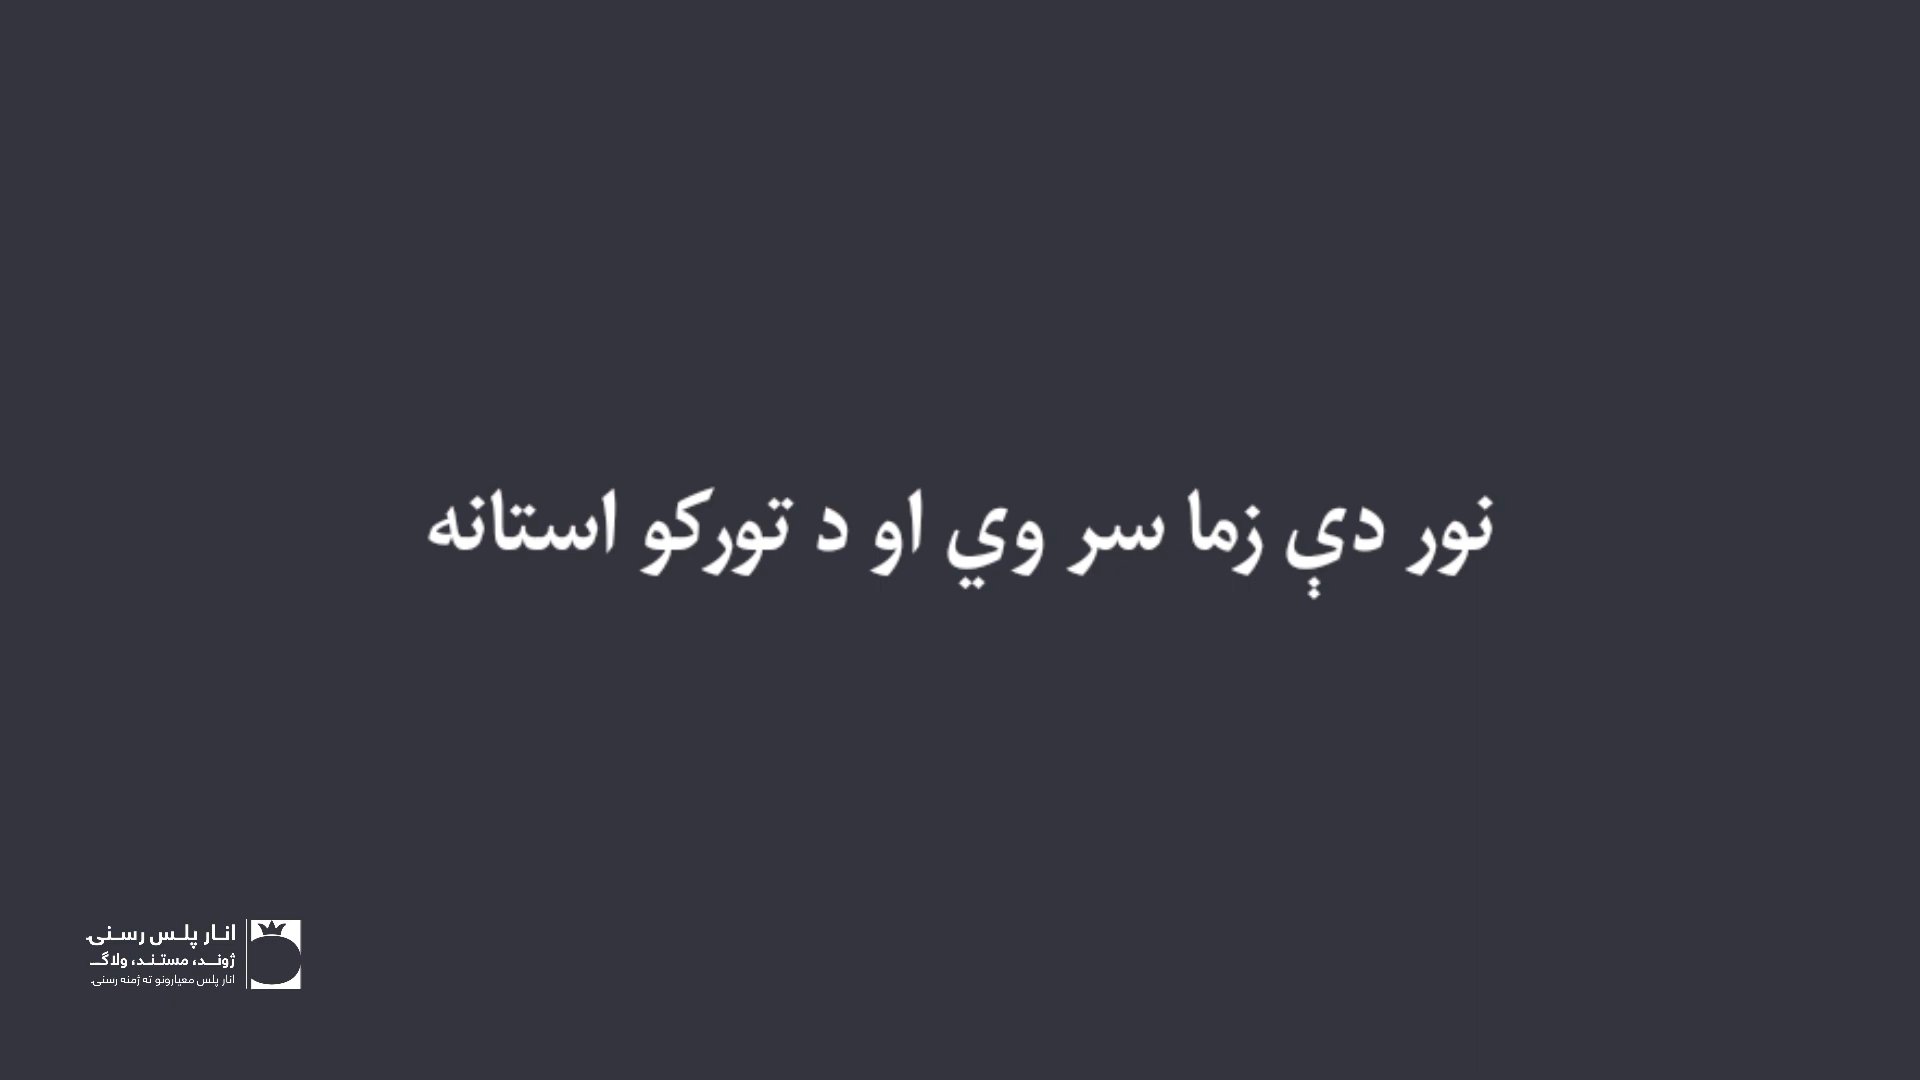 نور دې زما سر وي او د تورکو استانه
انار پلس رسنۍ
ژوند، مستند، ولاګ
انار پلس معیارونو ته ژمنه رسنۍ